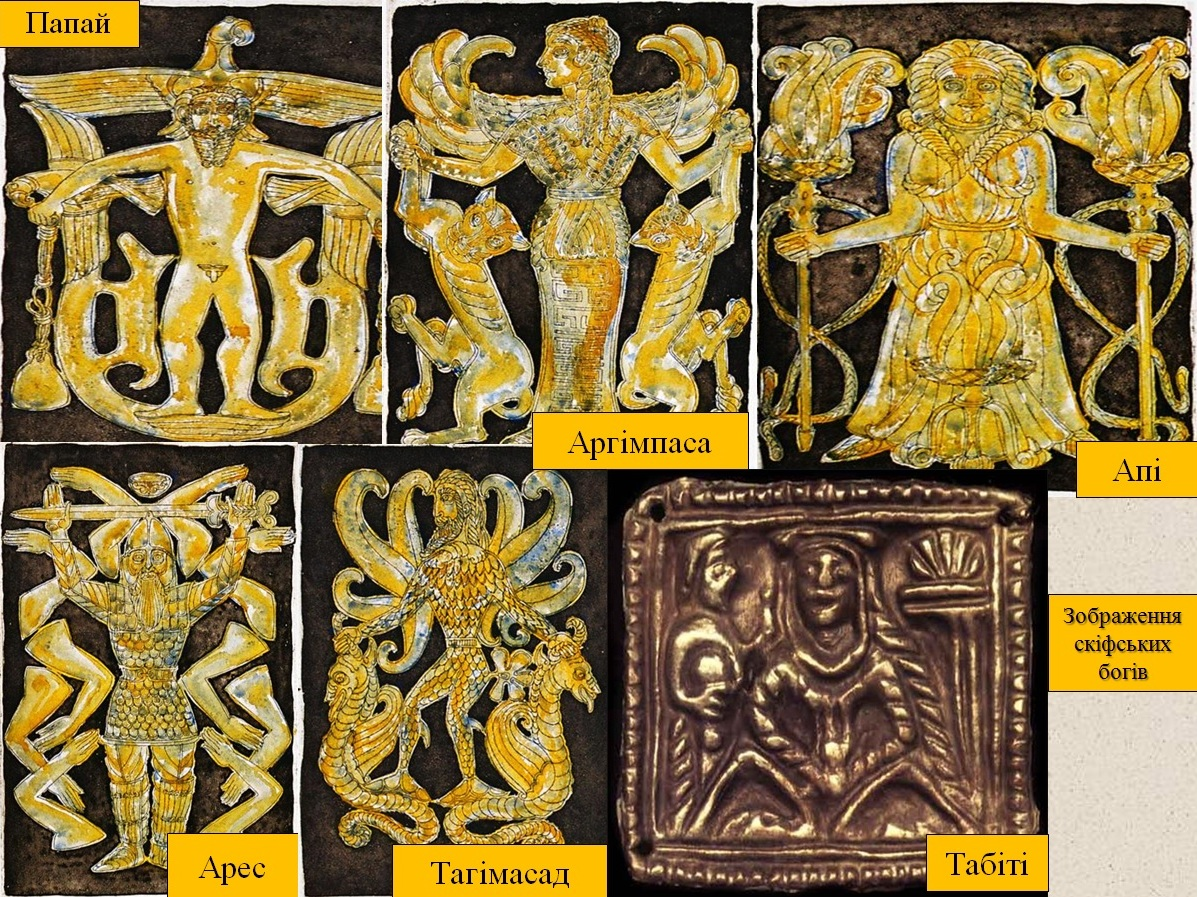 Папай
Аргімпаса
Апі
Зображення
скіфських
богів
Арес
Тагімасад
Табіті